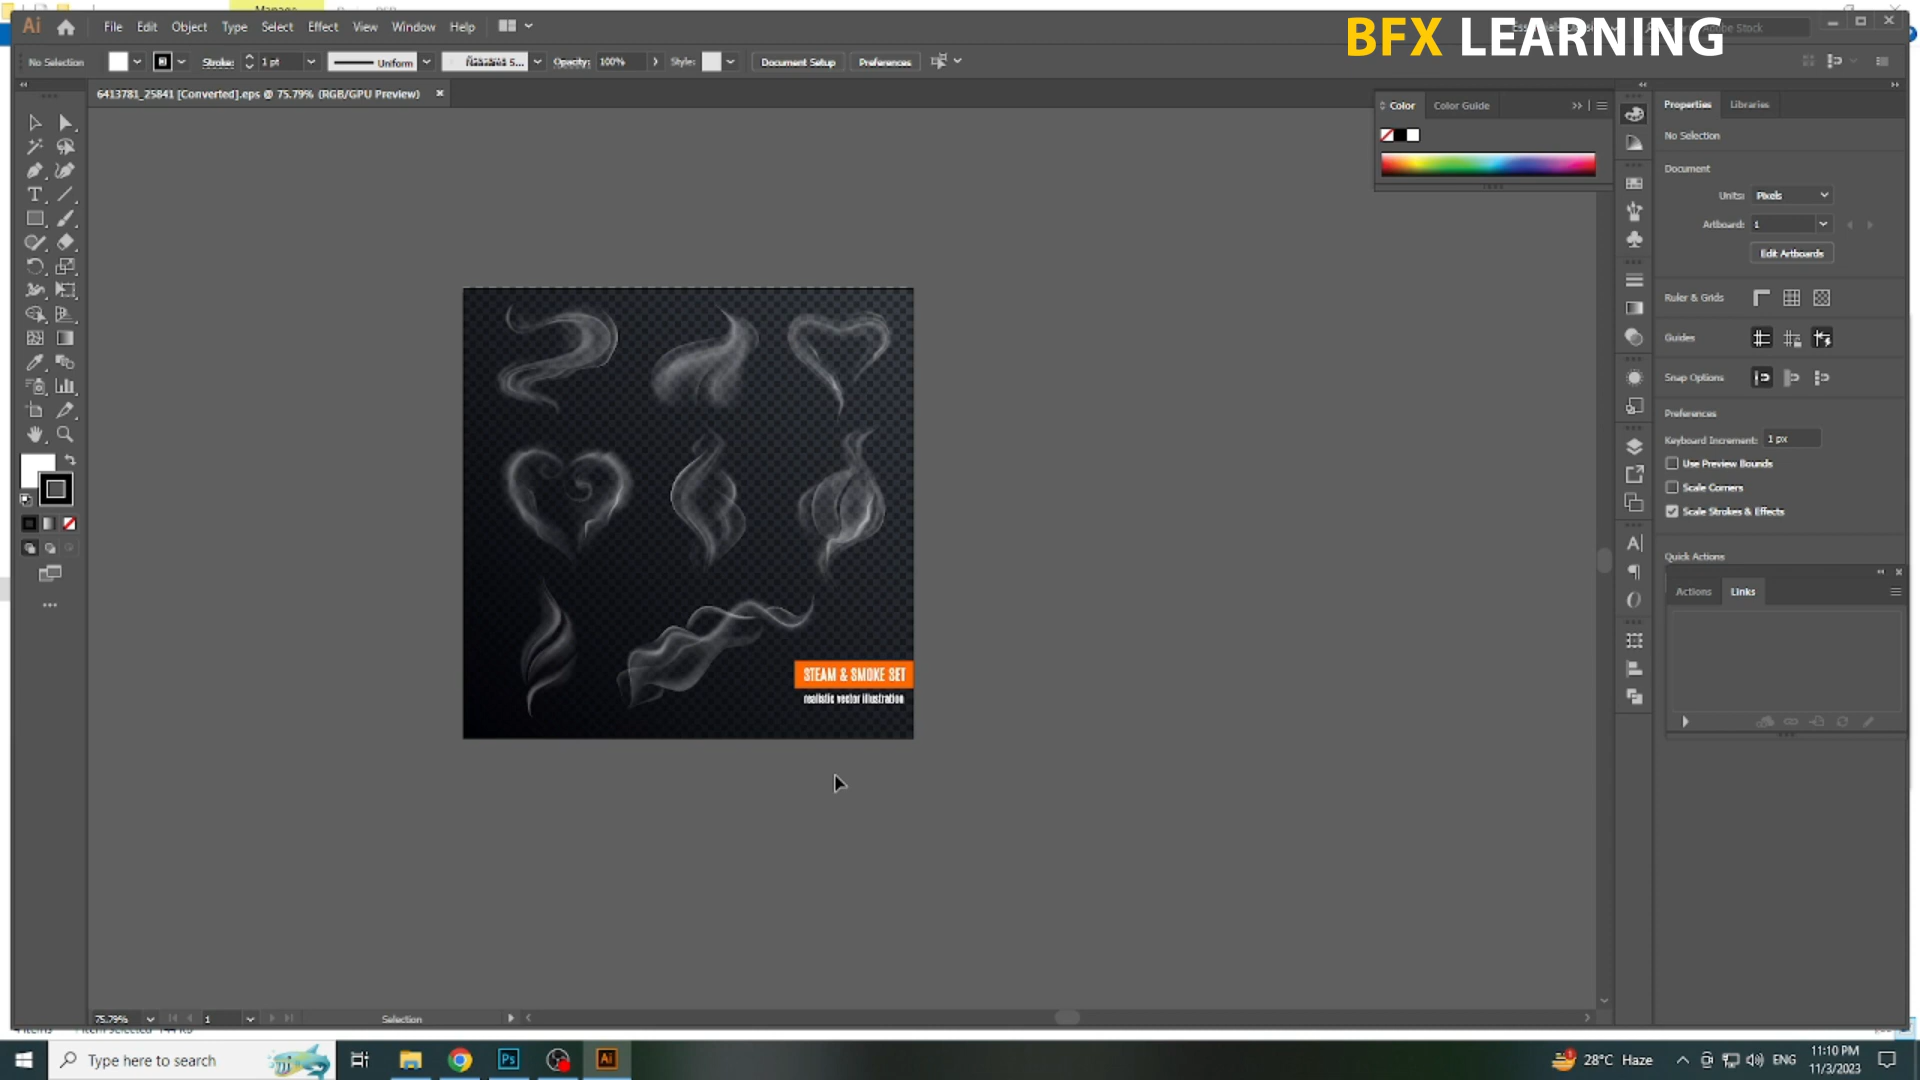 BFX LEARNING
Ai File Edit Object Type Select Effect View Window Help
No Selection Stroke: 1 pt Uniform Opacity: 100% Style: Document Setup Preferences
6413781_25841 [Converted].eps @ 75.79% (RGB/GPU Preview)
Color Color Guide
Properties Libraries
No Selection
Document
Units: Pixels
Artboard: 1
Edit Artboards
Ruler & Grids
Guides
Snap Options
Preferences
Keyboard Increment: 1 px
Use Preview Bounds
Scale Corners
Scale Strokes & Effects
Quick Actions
Actions Links
STEAM & SMOKE SET
realistic vector illustration
75.79% 1 Selection
Type here to search
Ps Ai
28°C Haze
ENG
11:10 PM
11/3/2023